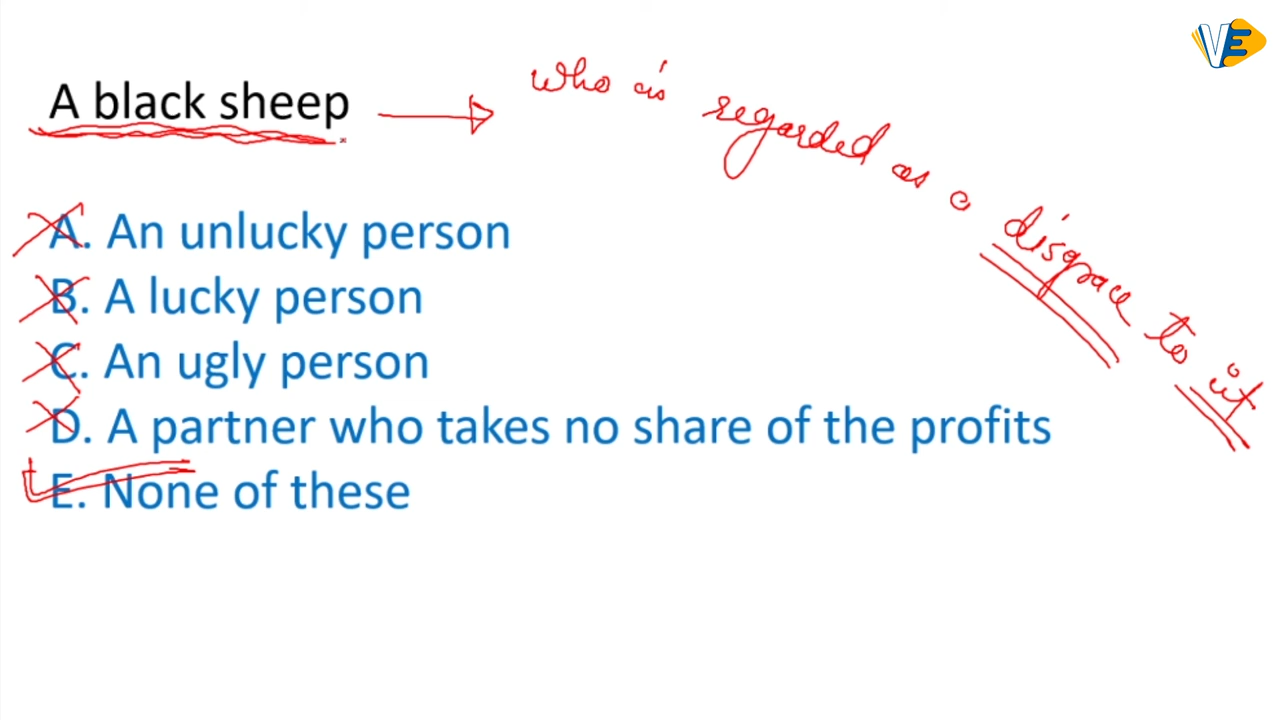 VE
A black sheep
who is regarded as a disgrace to it
A. An unlucky person
B. A lucky person
C. An ugly person
D. A partner who takes no share of the profits
E. None of these